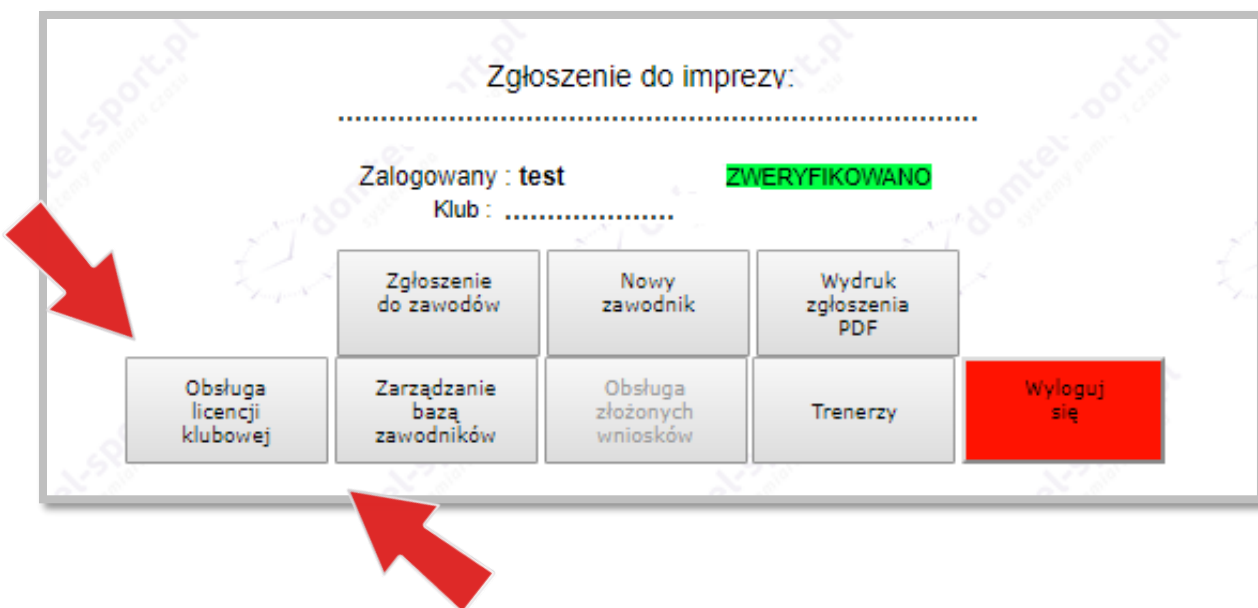 Zgłoszenie do imprezy:
Zalogowany : test ZWERYFIKOWANO
Klub :
Zgłoszenie
do zawodów
Nowy
zawodnik
Wydruk
zgłoszenia
PDF
Obsługa
licencji
klubowej
Zarządzanie
bazą
zawodników
Obsługa
złożonych
wniosków
Trenerzy
Wyloguj
się